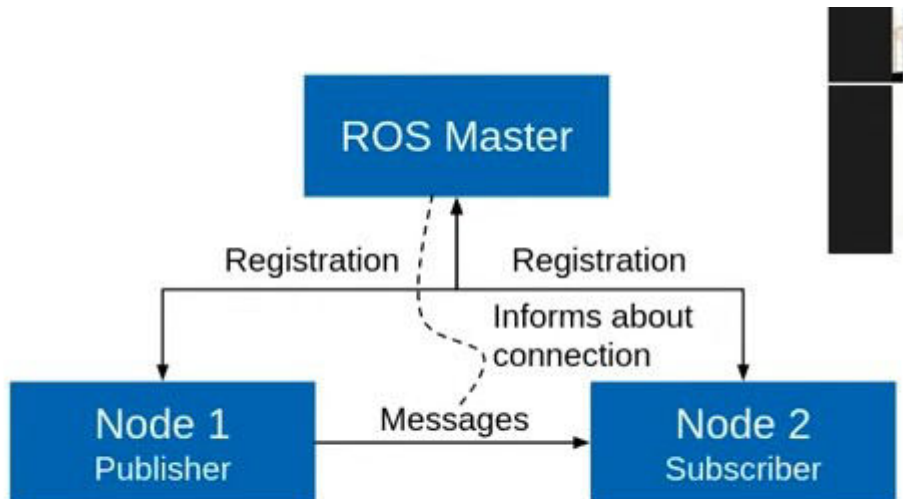 ROS Master
Registration
Registration
Informs about
connection
Messages
Node 1
Publisher
Node 2
Subscriber